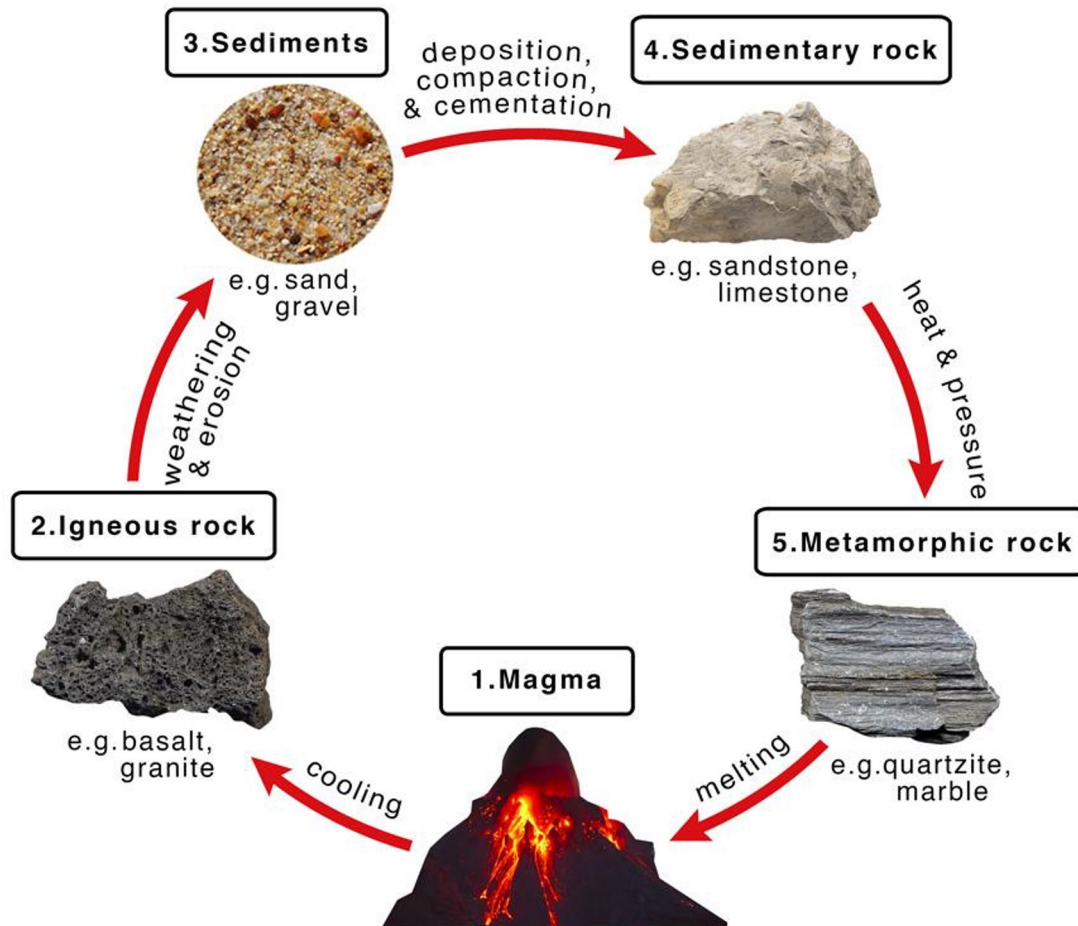 3.Sediments
deposition,
compaction,
& cementation
4.Sedimentary rock
e.g. sand,
gravel
e.g. sandstone,
limestone
weathering
& erosion
heat & pressure
2.Igneous rock
5.Metamorphic rock
1.Magma
e.g. basalt,
granite
cooling
melting
e.g.quartzite,
marble